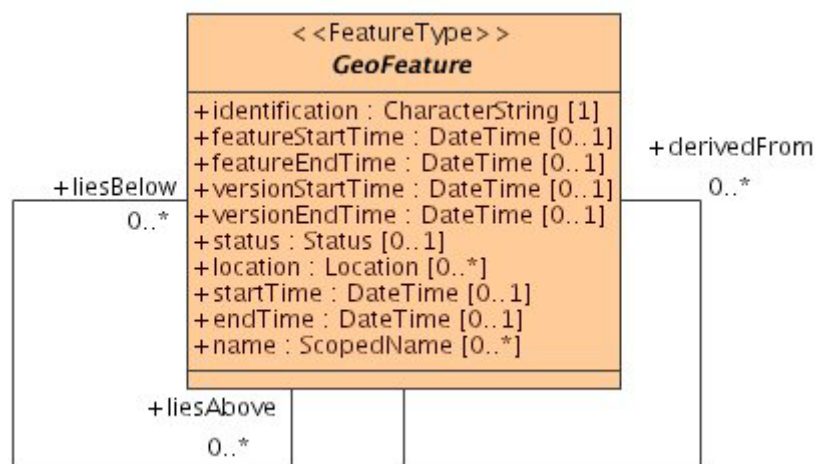 <<FeatureType>>
GeoFeature
+identification : CharacterString [1]
+featureStartTime : DateTime [0..1]
+featureEndTime : DateTime [0..1]
+versionStartTime : DateTime [0..1]
+versionEndTime : DateTime [0..1]
+status : Status [0..1]
+location : Location [0..*]
+startTime : DateTime [0..1]
+endTime : DateTime [0..1]
+name : ScopedName [0..*]
+derivedFrom
0..*
+liesBelow
0..*
+liesAbove
0..*